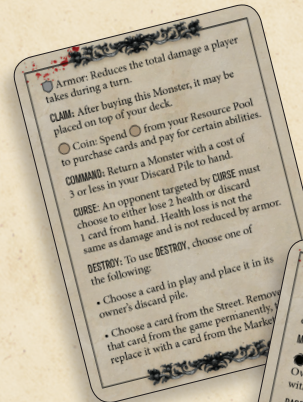 Armor: Reduces the total damage a player
takes during a turn.
CLAIM: After buying this Monster, it may be
placed on top of your deck.
Coin: Spend from your Resource Pool
to purchase cards and pay for certain abilities.
COMMAND: Return a Monster with a cost of
3 or less in your Discard Pile to hand.
CURSE: An opponent targeted by CURSE must
choose to either lose 2 health or discard
1 card from hand. Health loss is not the
same as damage and is not reduced by armor.
DESTROY: To use DESTROY, choose one of
the following:
• Choose a card in play and place it in its
owner's discard pile.
• Choose a card from the Street. Remove
that card from the game permanently,
replace it with a card from the Market